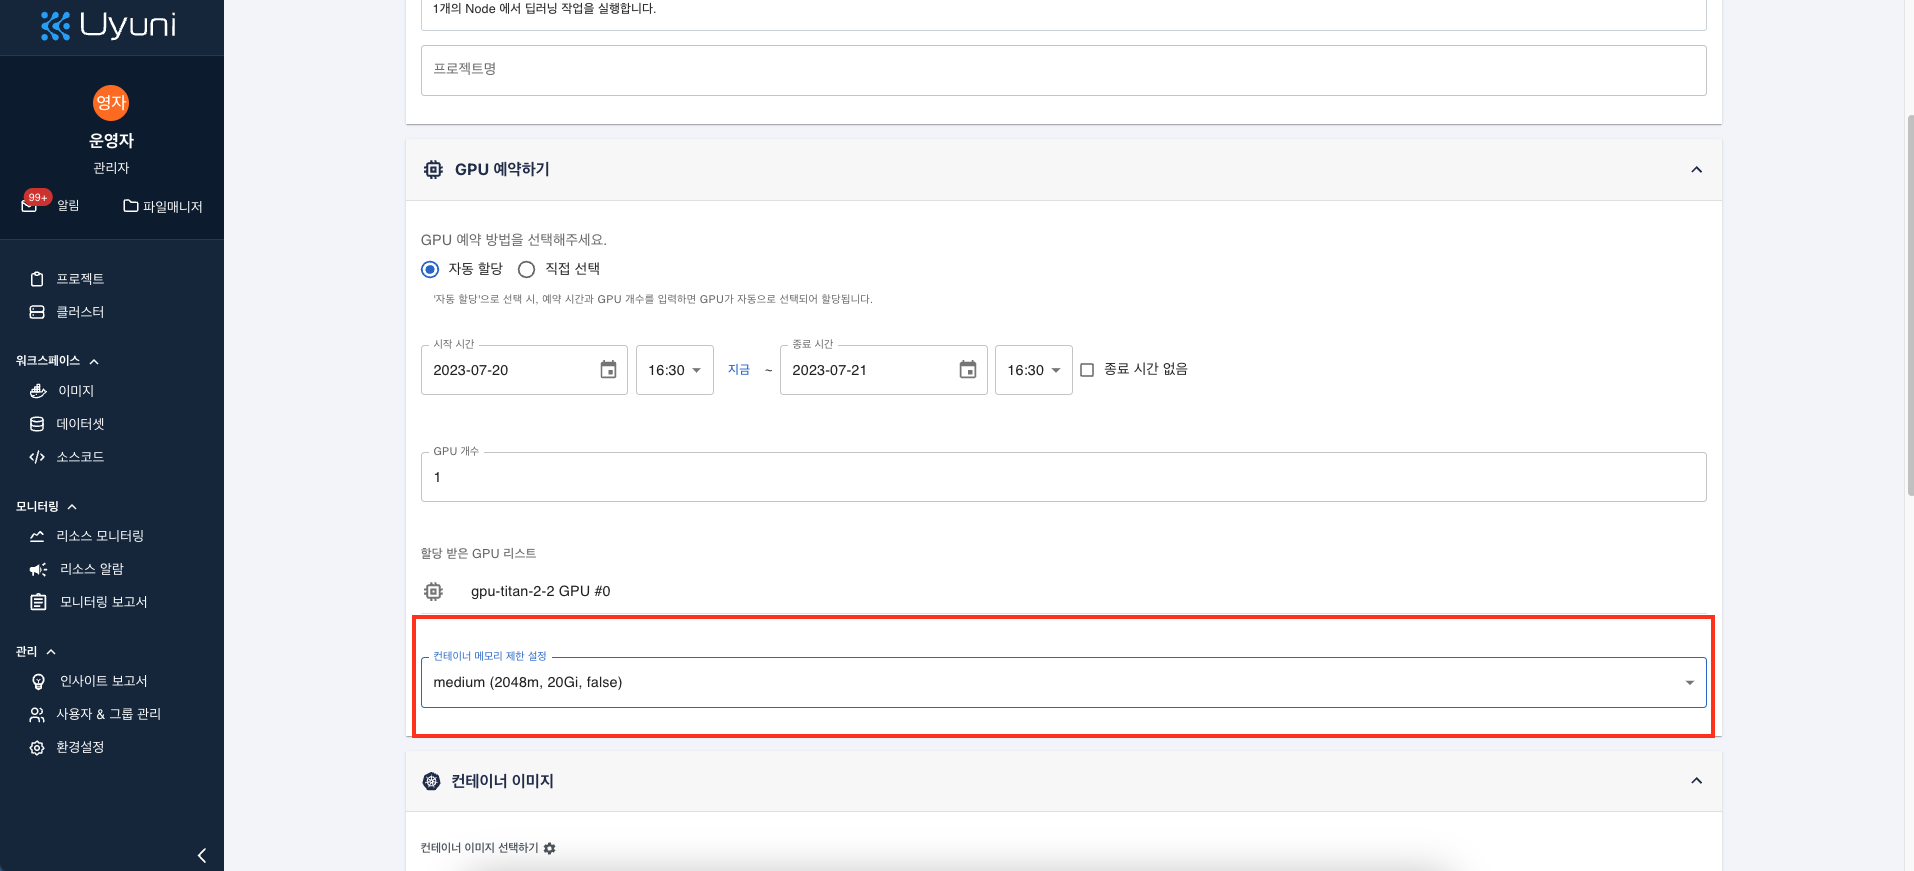 Uyuni
영자
운영자
관리자
99+
알림
파일매니저
프로젝트
클러스터
워크스페이스
이미지
데이터셋
소스코드
모니터링
리소스 모니터링
리소스 알람
모니터링 보고서
관리
인사이트 보고서
사용자 & 그룹 관리
환경설정
1개의 Node 에서 딥러닝 작업을 실행합니다.
프로젝트명
GPU 예약하기
GPU 예약 방법을 선택해주세요.
자동 할당 직접 선택
'자동 할당'으로 선택 시, 예약 시간과 GPU 개수를 입력하면 GPU가 자동으로 선택되어 할당됩니다.
시작 시간 종료 시간
2023-07-20 16:30 지금 ~ 2023-07-21 16:30 종료 시간 없음
GPU 개수
1
할당 받은 GPU 리스트
gpu-titan-2-2 GPU #0
컨테이너 메모리 제한 설정
medium (2048m, 20Gi, false)
컨테이너 이미지
컨테이너 이미지 선택하기